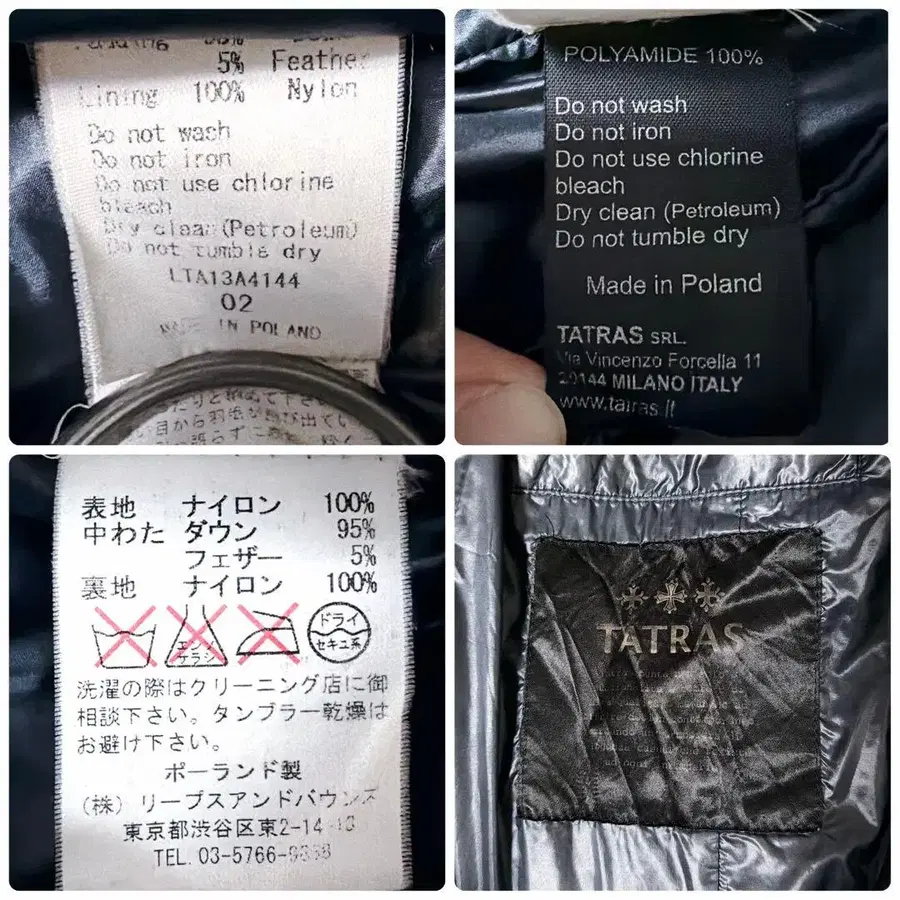 5% Feather
Lining 100% Nylon
Do not wash
Do not iron
Do not use chlorine
bleach
Dry clean(Petroleum)
Do not tumble dry
LTA13A4144
02
MADE IN POLAND
POLYAMIDE 100%
Do not wash
Do not iron
Do not use chlorine
bleach
Dry clean (Petroleum)
Do not tumble dry
Made in Poland
TATRAS SRL.
Via Vincenzo Forcella 11
20144 MILANO ITALY
www.tatras.it
表地 ナイロン 100%
中わた ダウン 95%
フェザー 5%
裏地 ナイロン 100%
エンソ
サラシ
ドライ
セキユ系
洗濯の際はクリーニング店に御
相談下さい。タンブラー乾燥は
お避け下さい。
ポーランド製
(株) リープスアンドバウンズ
東京都渋谷区東2-14-
TEL. 03-5766-
TATRAS